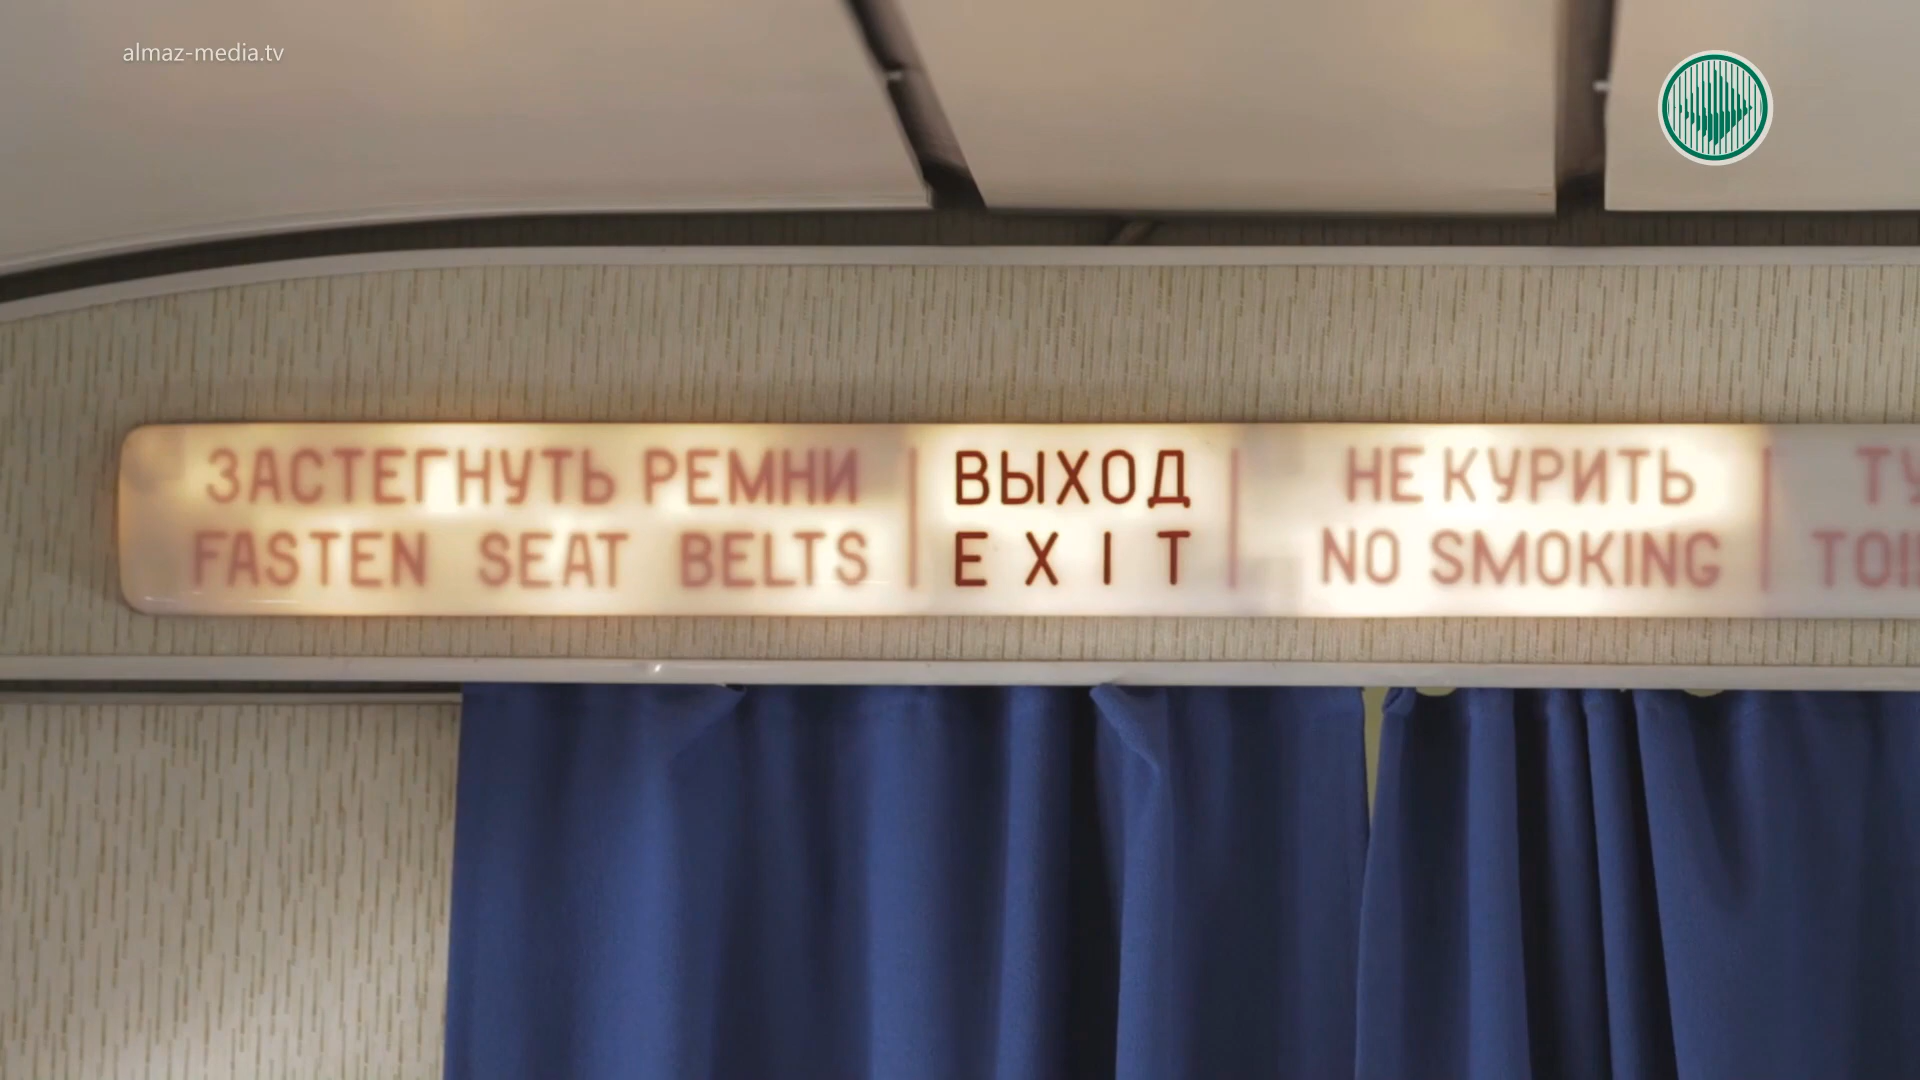 almaz-media.tv
ЗАСТЕГНУТЬ РЕМНИ
FASTEN SEAT BELTS
ВЫХОД
EXIT
НЕ КУРИТЬ
NO SMOKING